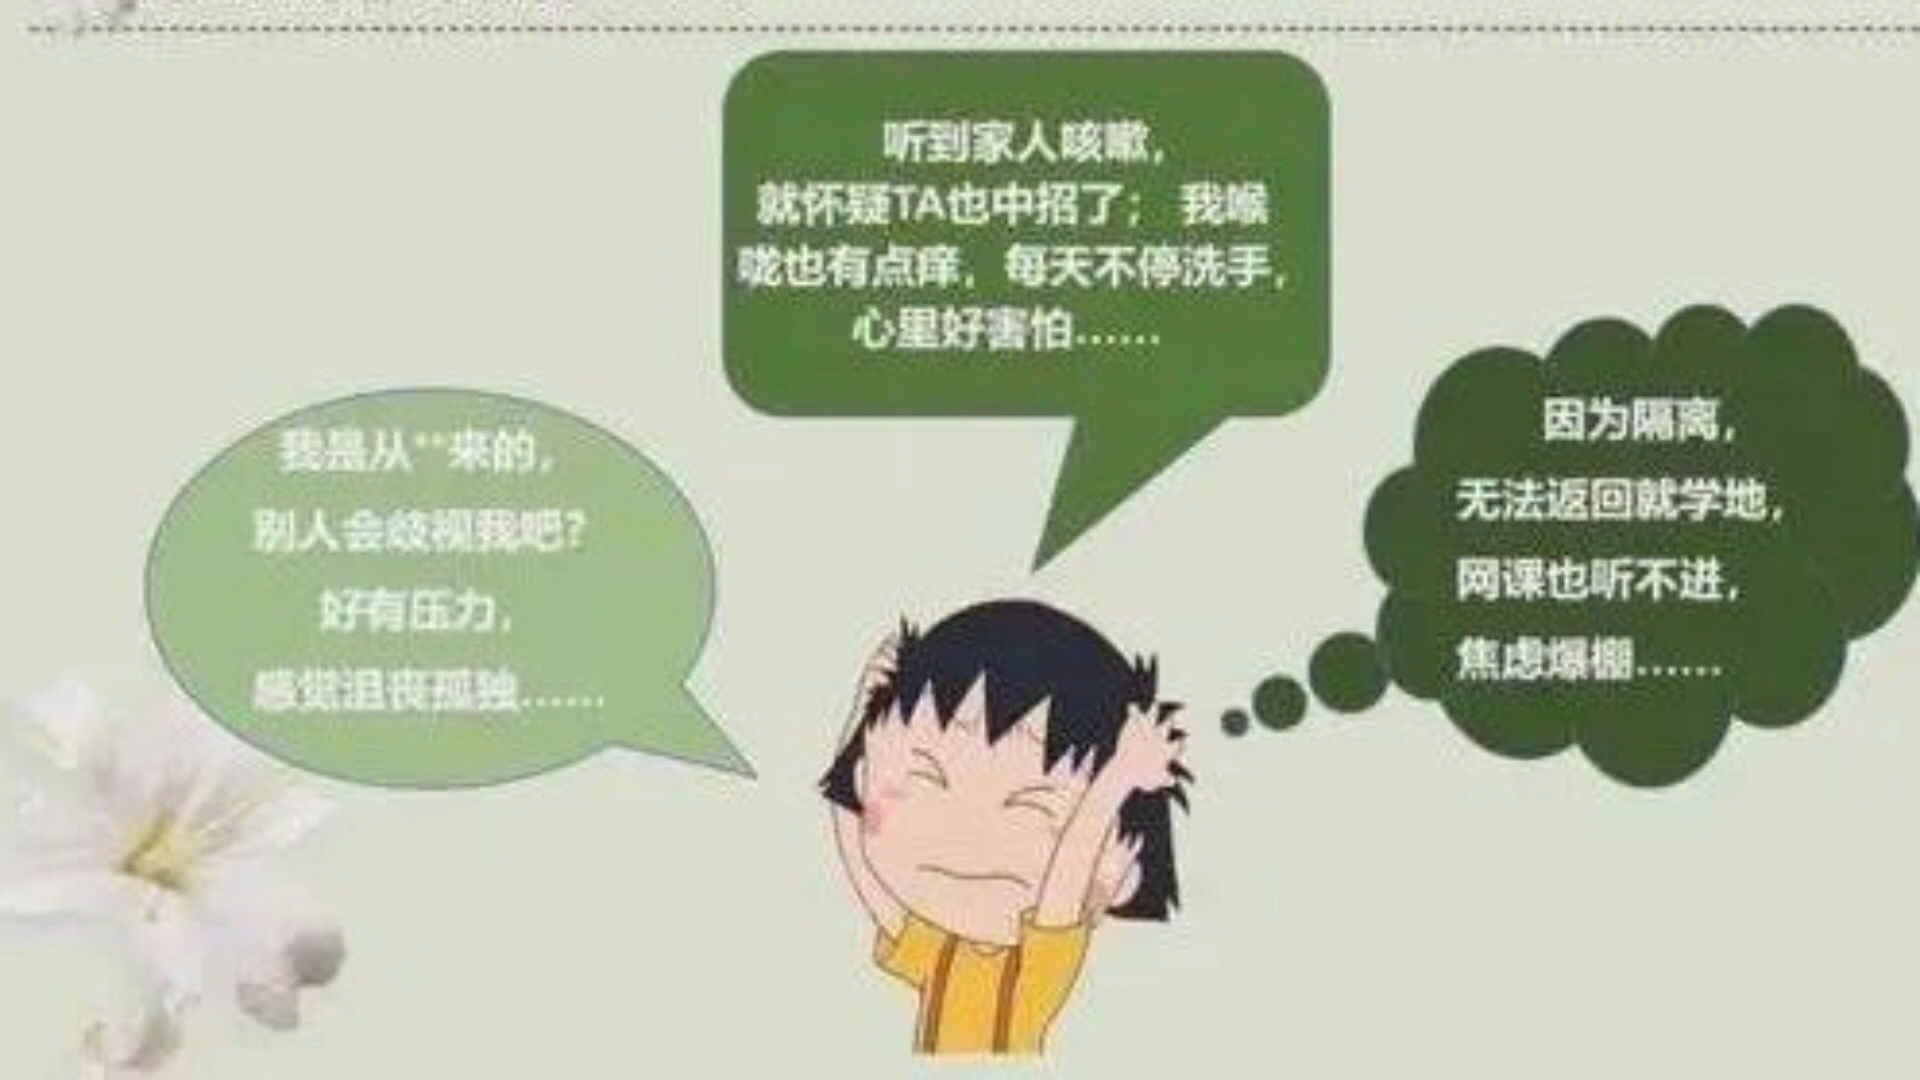 听到家人咳嗽，
就怀疑TA也中招了； 我喉
咙也有点痒，每天不停洗手，
心里好害怕……
我是从**来的，
别人会歧视我吧？
好有压力，
感觉沮丧孤独……
因为隔离，
无法返回就学地，
网课也听不进，
焦虑爆棚……